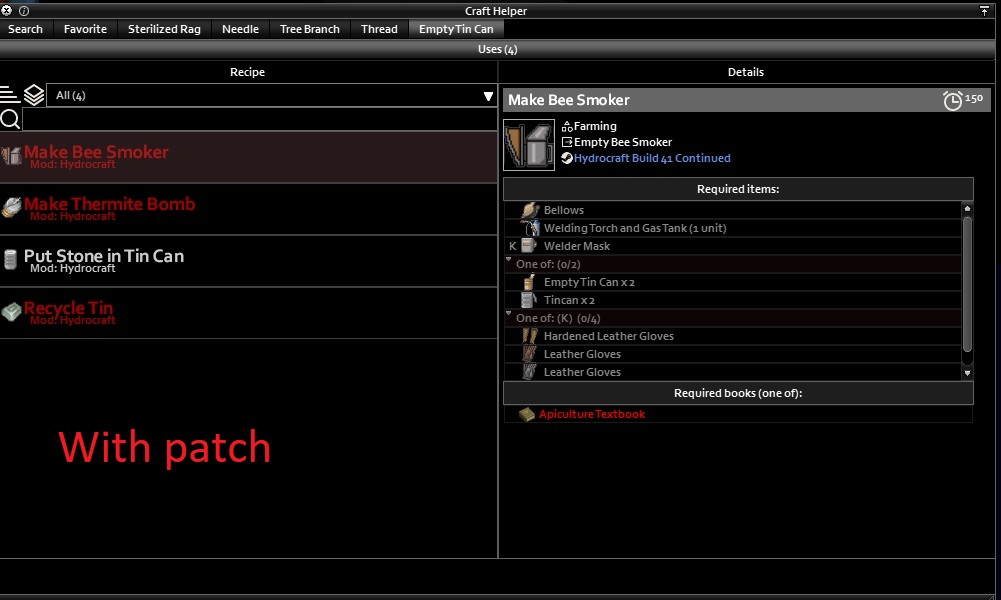 Craft Helper
Search Favorite Sterilized Rag Needle Tree Branch Thread Empty Tin Can
Uses (4)
Recipe
All (4)
Make Bee Smoker
Mod: Hydrocraft
Make Thermite Bomb
Mod: Hydrocraft
Put Stone in Tin Can
Mod: Hydrocraft
Recycle Tin
Mod: Hydrocraft
With patch
Details
Make Bee Smoker 150
Farming
Empty Bee Smoker
Hydrocraft Build 41 Continued
Required items:
Bellows
Welding Torch and Gas Tank (1 unit)
K Welder Mask
One of: (0/2)
Empty Tin Can x 2
Tincan x 2
One of: (K) (0/4)
Hardened Leather Gloves
Leather Gloves
Leather Gloves
Required books (one of):
Apiculture Textbook